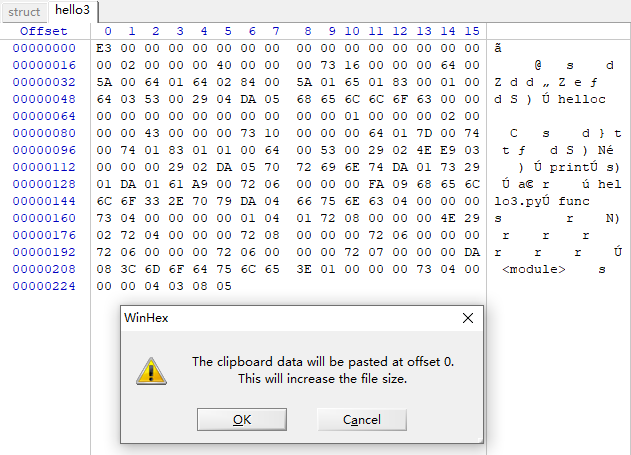 struct hello3
Offset 0 1 2 3 4 5 6 7 8 9 10 11 12 13 14 15
00000000 E3 00 00 00 00 00 00 00 00 00 00 00 00 00 00 00 ã
00000016 00 02 00 00 00 40 00 00 00 73 16 00 00 00 64 00 @ s d
00000032 5A 00 64 01 64 02 84 00 5A 01 65 01 83 00 01 00 Z d d „ Z e ƒ
00000048 64 03 53 00 29 04 DA 05 68 65 6C 6C 6F 63 00 00 d S ) Ú helloc
00000064 00 00 00 00 00 00 00 00 00 00 01 00 00 00 02 00
00000080 00 00 43 00 00 00 73 10 00 00 00 64 01 7D 00 74 C s d } t
00000096 00 74 01 83 01 01 00 64 00 53 00 29 02 4E E9 03 t ƒ d S ) Né
00000112 00 00 00 29 02 DA 05 70 72 69 6E 74 DA 01 73 29 ) Ú printÚ s)
00000128 01 DA 01 61 A9 00 72 06 00 00 00 FA 09 68 65 6C Ú a© r ú hel
00000144 6C 6F 33 2E 70 79 DA 04 66 75 6E 63 04 00 00 00 lo3.pyÚ func
00000160 73 04 00 00 00 00 01 04 01 72 08 00 00 00 4E 29 s r N)
00000176 02 72 04 00 00 00 72 08 00 00 00 72 06 00 00 00 r r r
00000192 72 06 00 00 00 72 06 00 00 00 72 07 00 00 00 DA r r r Ú
00000208 08 3C 6D 6F 64 75 6C 65 3E 01 00 00 00 73 04 00 <module> s
00000224 00 00 04 03 08 05
WinHex
The clipboard data will be pasted at offset 0.
This will increase the file size.
OK Cancel